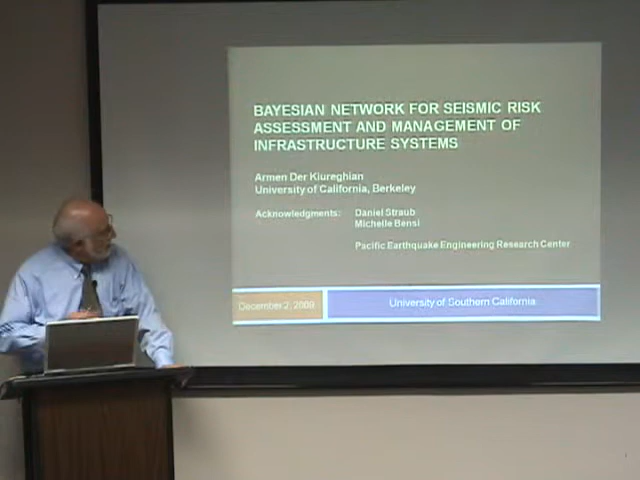 BAYESIAN NETWORK FOR SEISMIC RISK
ASSESSMENT AND MANAGEMENT OF
INFRASTRUCTURE SYSTEMS
Armen Der Kiureghian
University of California, Berkeley
Acknowledgments: Daniel Straub
Michelle Bensi
Pacific Earthquake Engineering Research Center
December 2, 2009 University of Southern California